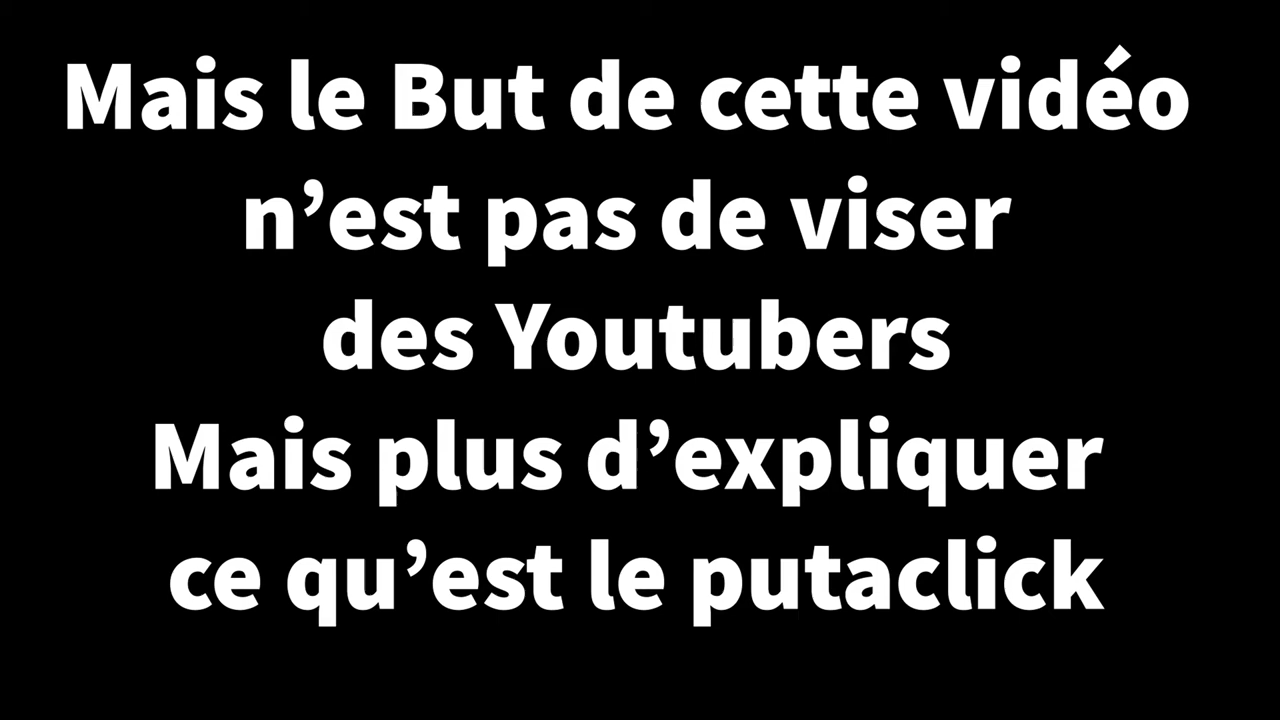 Mais le But de cette vidéo
n’est pas de viser
des Youtubers
Mais plus d’expliquer
ce qu’est le putaclick